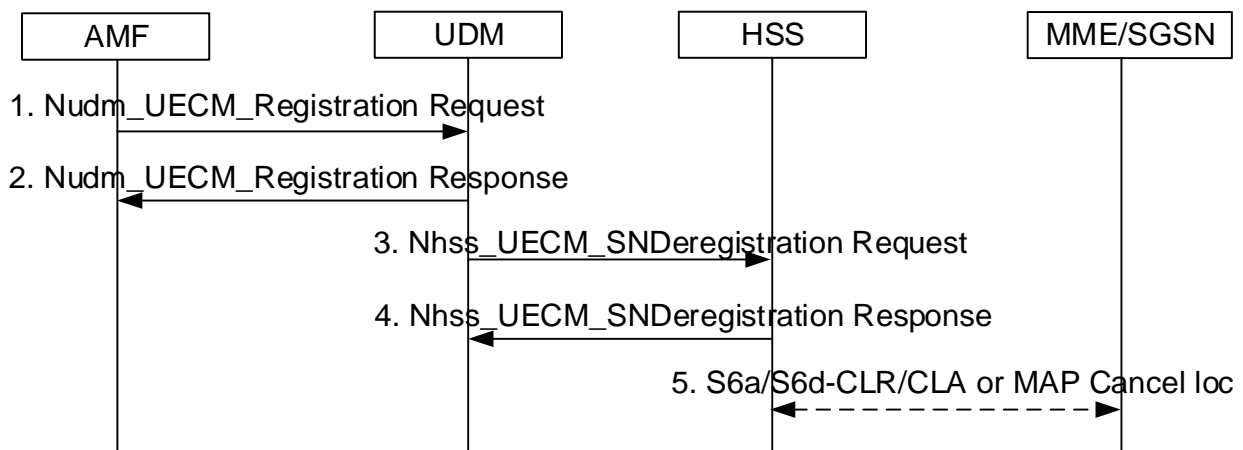 AMF
UDM
HSS
MME/SGSN
1. Nudm_UECM_Registration Request
2. Nudm_UECM_Registration Response
3. Nhss_UECM_SNDeregistration Request
4. Nhss_UECM_SNDeregistration Response
5. S6a/S6d-CLR/CLA or MAP Cancel loc